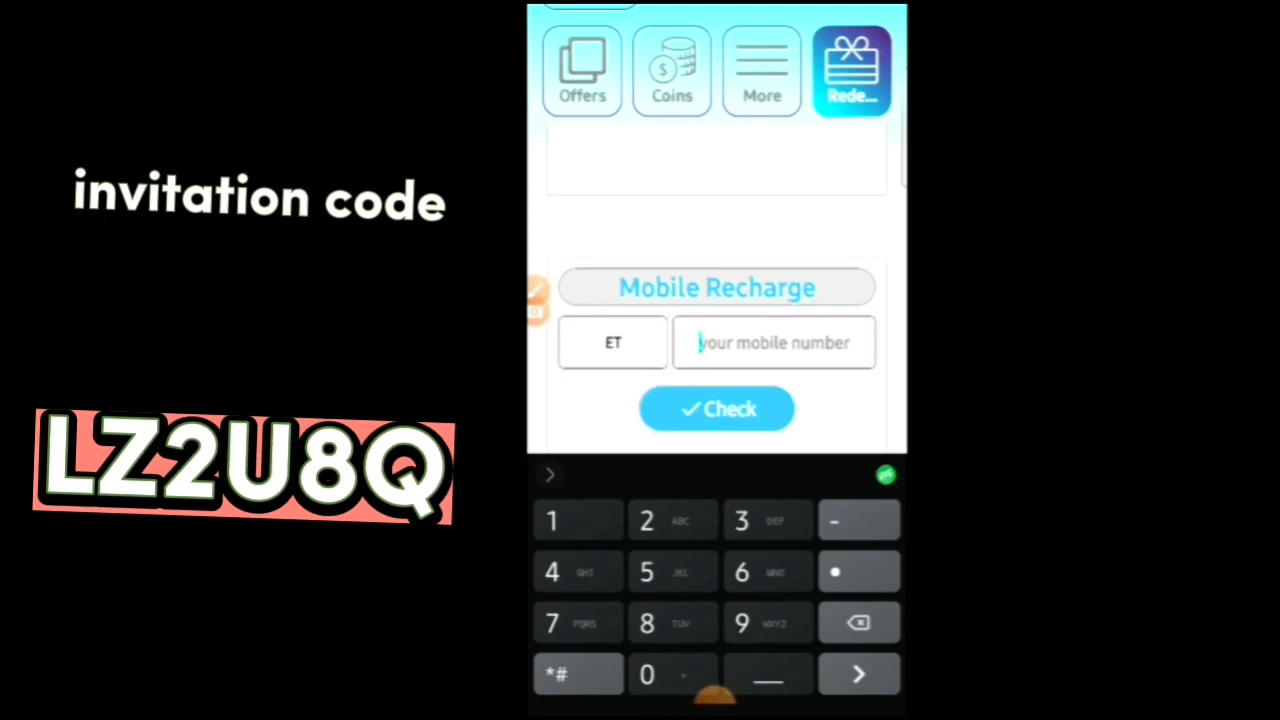 invitation code
LZ2U8Q
Offers
Coins
More
Rede...
Mobile Recharge
ET
your mobile number
Check
1
2 ABC
3 DEF
-
4 GHI
5 JKL
6 MNO
7 PQRS
8 TUV
9 WXYZ
*#
0